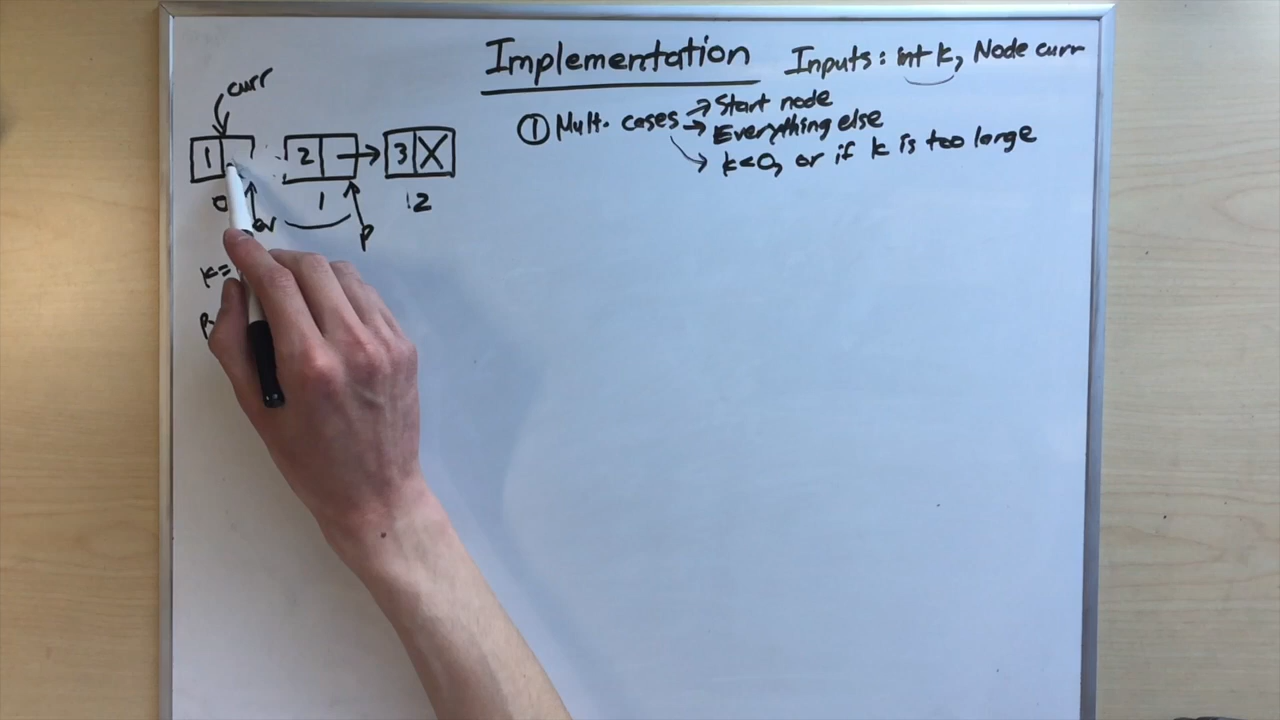 Implementation
Inputs: int k, Node curr
① Mult. cases → Start node
→ Everything else
→ k<0, or if k is too large
curr
1 2 3 X
0 1 2
p
k=